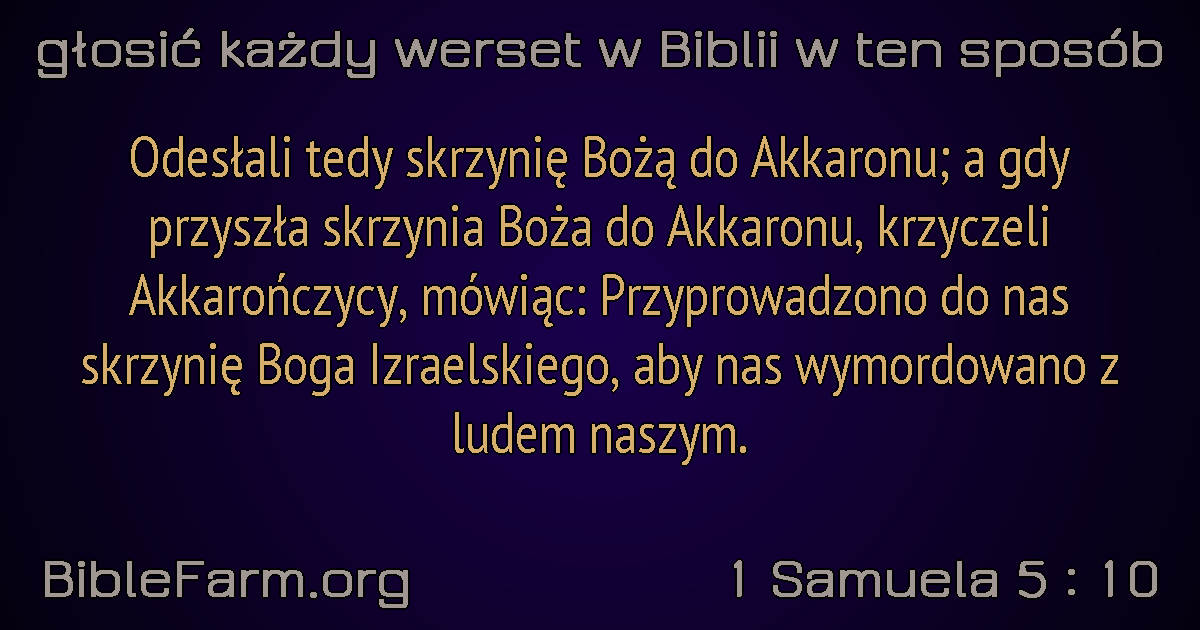 głosić każdy werset w Biblii w ten sposób
Odesłali tedy skrzynię Bożą do Akkaronu; a gdy
przyszła skrzynia Boża do Akkaronu, krzyczeli
Akkarończycy, mówiąc: Przyprowadzono do nas
skrzynię Boga Izraelskiego, aby nas wymordowano z
ludem naszym.
BibleFarm.org
1 Samuela 5 : 10